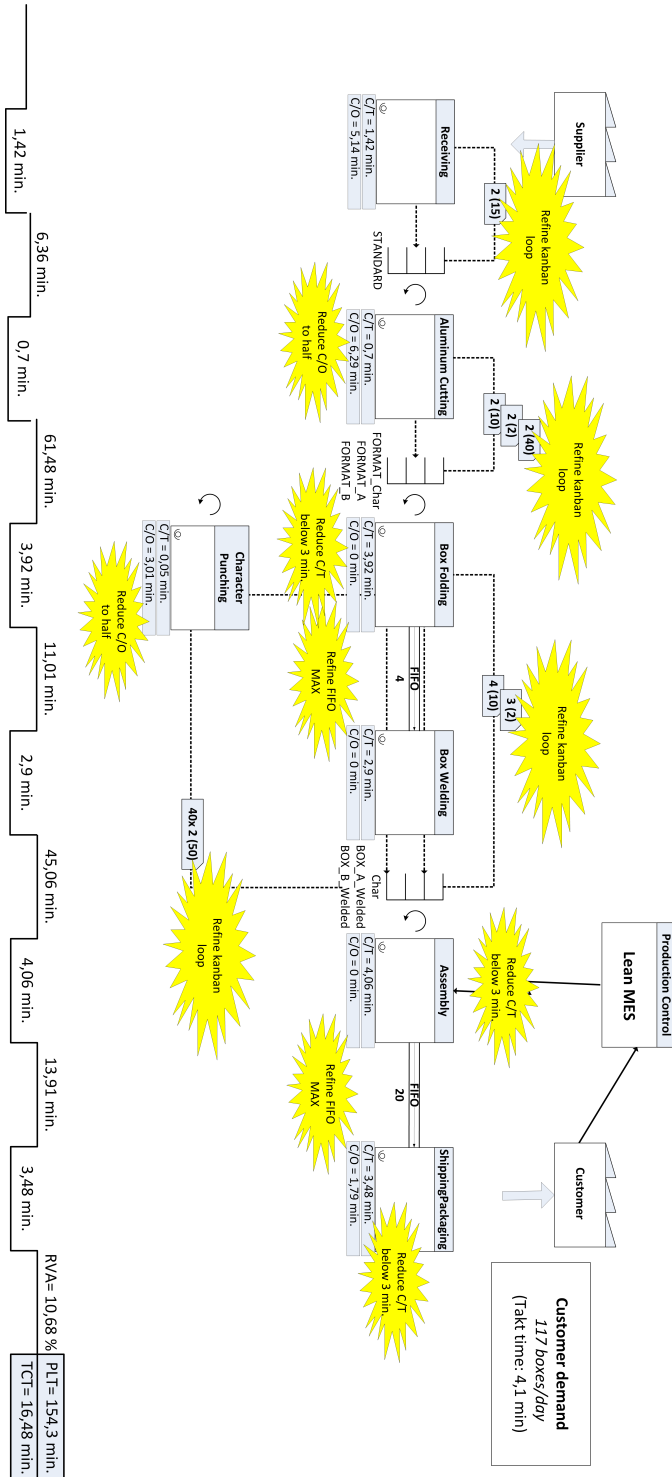 Production Control
Lean MES
Supplier
Customer
Customer demand
117 boxes/day
(Takt time: 4,1 min)
Refine kanban
loop
2 (15)
Refine kanban
loop
2 (40)
2 (2)
2 (10)
Refine kanban
loop
3 (2)
4 (10)
Reduce C/T
below 3 min.
Receiving
C/T = 1,42 min.
C/O = 5,14 min.
STANDARD
Aluminum Cutting
C/T = 0,7 min.
C/O = 6,29 min.
Reduce C/O
to half
FORMAT_Char
FORMAT_A
FORMAT_B
Box Folding
C/T = 3,92 min.
C/O = 0 min.
Reduce C/T
below 3 min.
FIFO
4
Refine FIFO
MAX
Box Welding
C/T = 2,9 min.
C/O = 0 min.
Char
BOX_A_Welded
BOX_B_Welded
Assembly
C/T = 4,06 min.
C/O = 0 min.
FIFO
20
Refine FIFO
MAX
ShippingPackaging
C/T = 3,48 min.
C/O = 1,79 min.
Reduce C/T
below 3 min.
Character
Punching
C/T = 0,05 min.
C/O = 3,01 min.
Reduce C/O
to half
40x 2 (50)
Refine kanban
loop
1,42 min.
6,36 min.
0,7 min.
61,48 min.
3,92 min.
11,01 min.
2,9 min.
45,06 min.
4,06 min.
13,91 min.
3,48 min.
RVA= 10,68 %
PLT= 154,3 min.
TCT= 16,48 min.